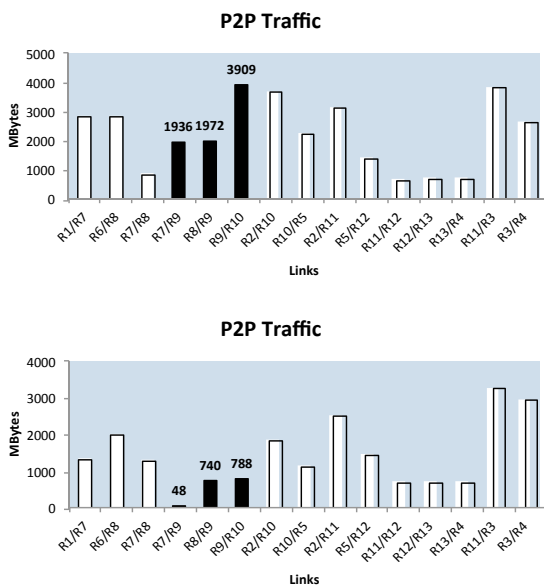 P2P Traffic
5000
4000
3000
2000
1000
0
MBytes
1936
1972
3909
R1/R7
R6/R8
R7/R8
R7/R9
R8/R9
R9/R10
R2/R10
R10/R5
R2/R11
R5/R12
R11/R12
R12/R13
R13/R4
R11/R3
R3/R4
Links
P2P Traffic
4000
3000
2000
1000
0
MBytes
48
740
788
R1/R7
R6/R8
R7/R8
R7/R9
R8/R9
R9/R10
R2/R10
R10/R5
R2/R11
R5/R12
R11/R12
R12/R13
R13/R4
R11/R3
R3/R4
Links